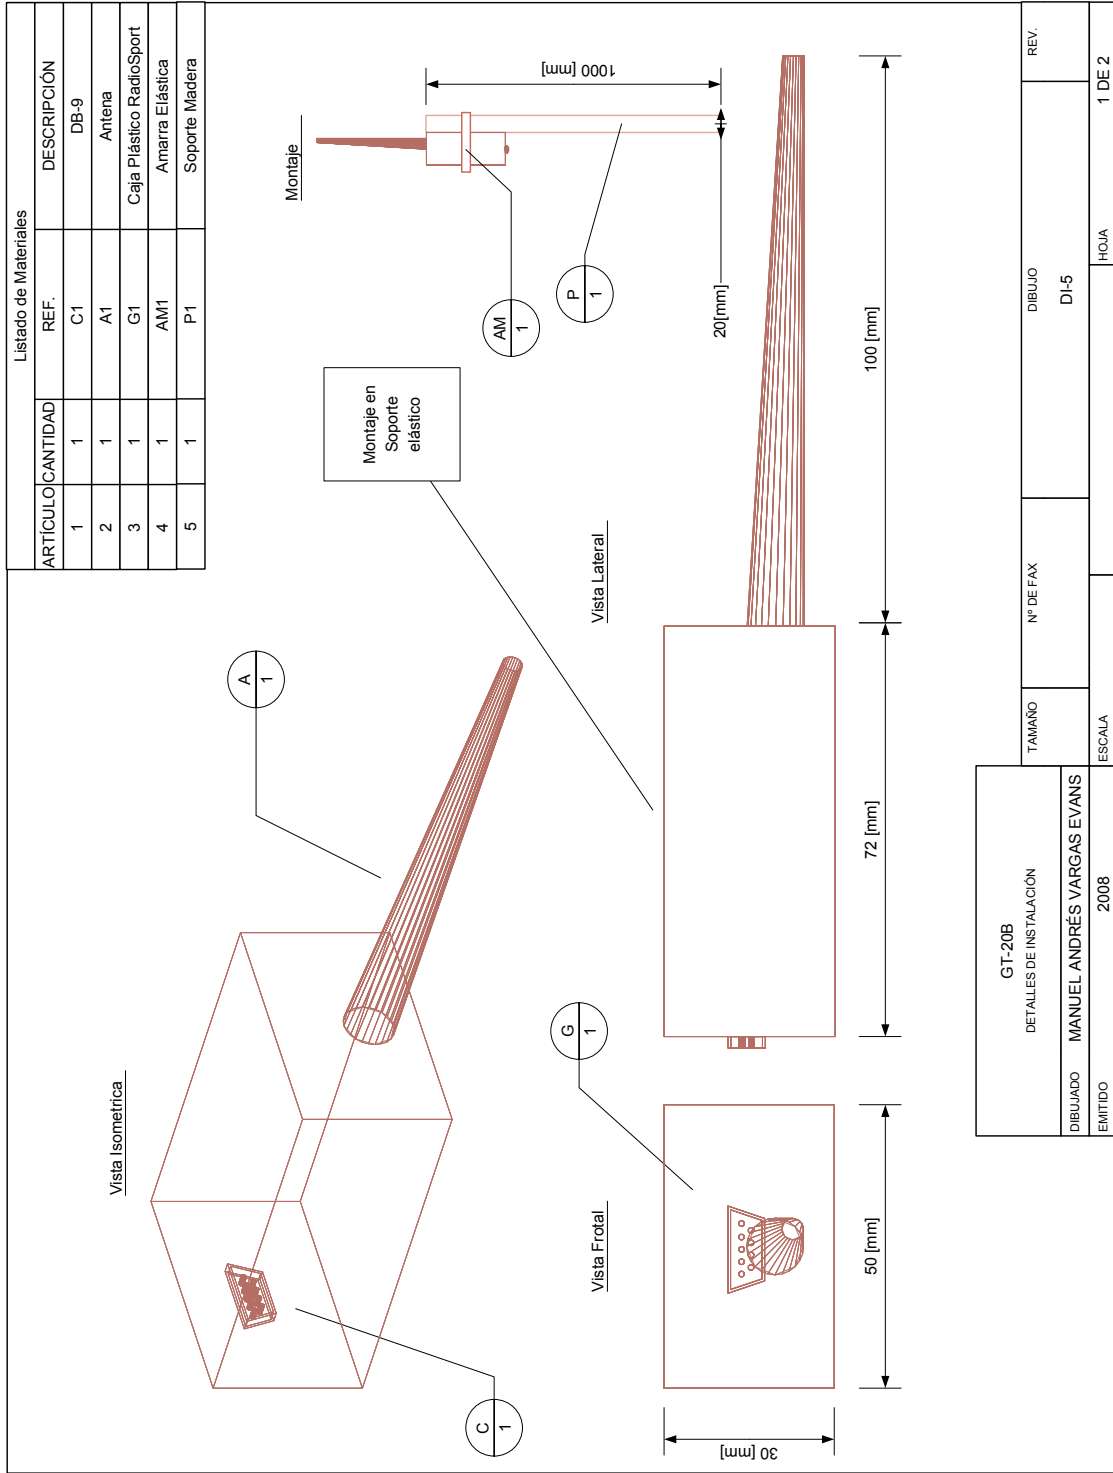 Listado de Materiales
ARTÍCULO CANTIDAD REF. DESCRIPCIÓN
1 1 C1 DB-9
2 1 A1 Antena
3 1 G1 Caja Plástico RadioSport
4 1 AM1 Amarra Elástica
5 1 P1 Soporte Madera
Vista Isometrica
A
1
C
1
Montaje
1000 [mm]
AM
1
P
1
20[mm]
Montaje en
Soporte
elástico
Vista Frotal
G
1
30 [mm]
50 [mm]
Vista Lateral
72 [mm]
100 [mm]
GT-20B
DETALLES DE INSTALACIÓN
DIBUJADO MANUEL ANDRÉS VARGAS EVANS
EMITIDO 2008
TAMAÑO
Nº DE FAX
DIBUJO
DI-5
REV.
ESCALA
HOJA 1 DE 2